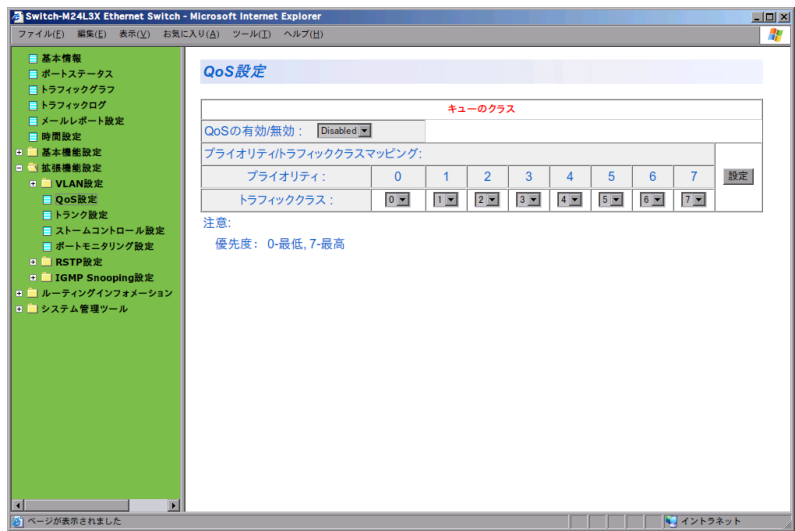 Switch-M24L3X Ethernet Switch - Microsoft Internet Explorer
ファイル(F) 編集(E) 表示(V) お気に入り(A) ツール(T) ヘルプ(H)
基本情報
ポートステータス
トラフィックグラフ
トラフィックログ
メールレポート設定
時間設定
基本機能設定
拡張機能設定
VLAN設定
QoS設定
トランク設定
ストームコントロール設定
ポートモニタリング設定
RSTP設定
IGMP Snooping設定
ルーティングインフォメーション
システム管理ツール
QoS設定
キューのクラス
QoSの有効/無効 : Disabled
プライオリティ/トラフィッククラスマッピング:
プライオリティ : 0 1 2 3 4 5 6 7
設定
トラフィッククラス : 0 1 2 3 4 5 6 7
注意:
優先度: 0-最低, 7-最高
ページが表示されました
イントラネット